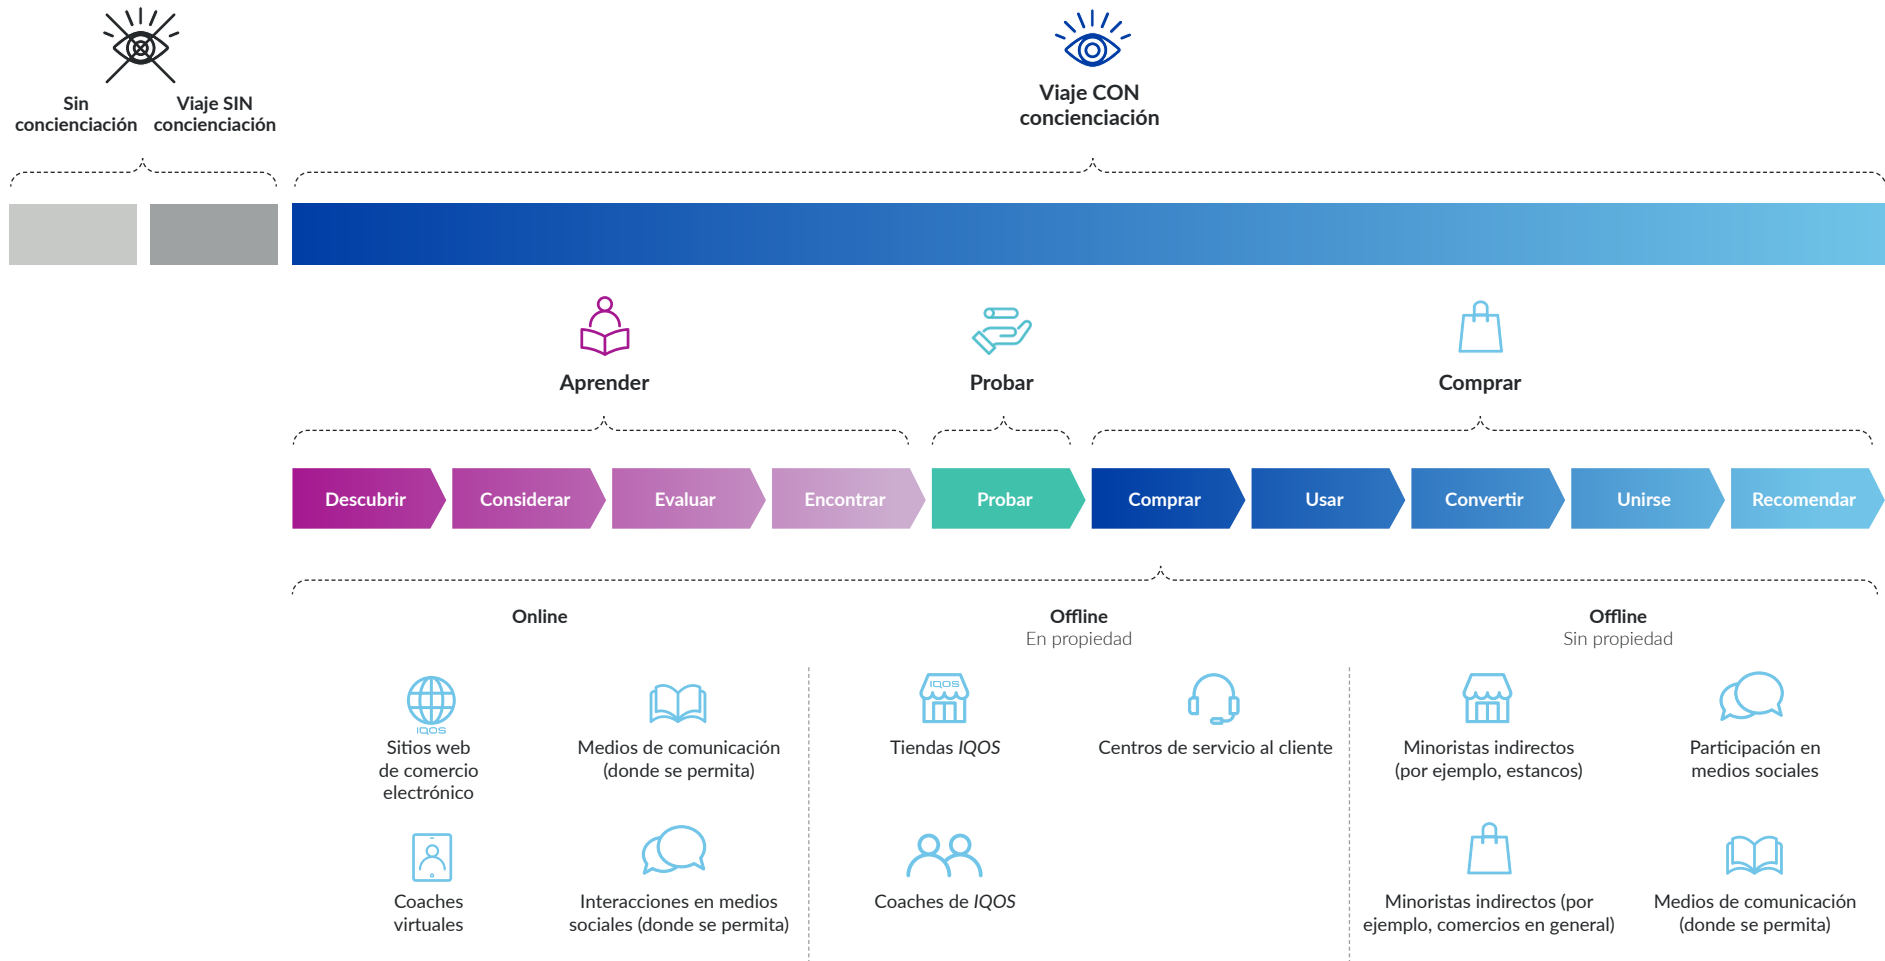 Sin
concienciación
Viaje SIN
concienciación
Viaje CON
concienciación
Aprender
Probar
Comprar
Descubrir
Considerar
Evaluar
Encontrar
Probar
Comprar
Usar
Convertir
Unirse
Recomendar
Online
Offline
En propiedad
Offline
Sin propiedad
IQOS
Sitios web
de comercio
electrónico
Medios de comunicación
(donde se permita)
IQOS
Tiendas IQOS
Centros de servicio al cliente
Minoristas indirectos
(por ejemplo, estancos)
Participación en
medios sociales
Coaches
virtuales
Interacciones en medios
sociales (donde se permita)
Coaches de IQOS
Minoristas indirectos (por
ejemplo, comercios en general)
Medios de comunicación
(donde se permita)